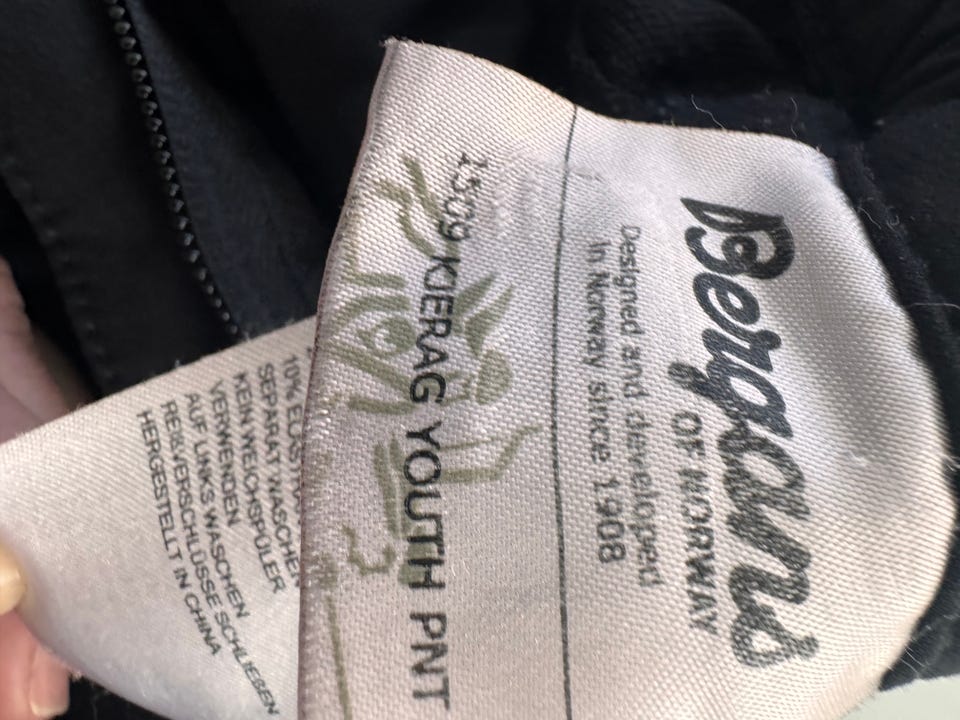 Bergans
OF NORWAY
Designed and developed
in Norway since 1908
1509 KJERAG YOUTH PNT
10%
SEPARAT WASCHEN
KEIN WEICHSPÜLER
VERWENDEN
AUF LINKS WASCHEN
REIßVERSCHLÜSSE SCHLIEßEN
HERGESTELLT IN CHINA